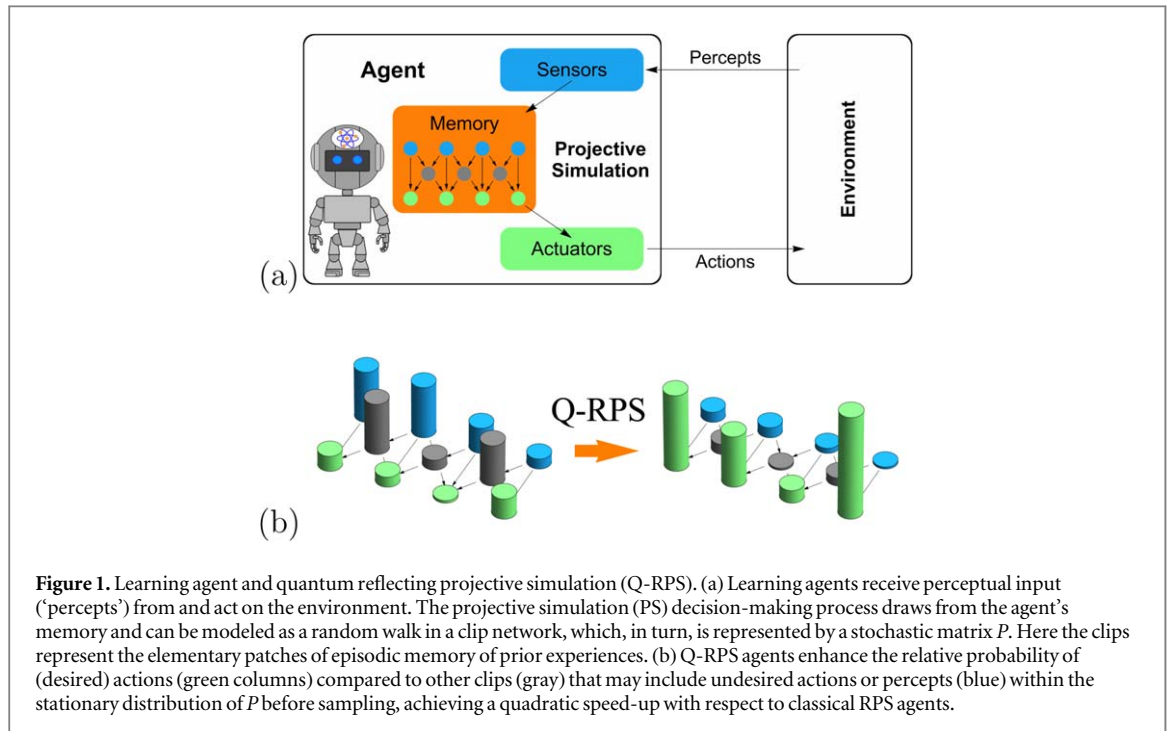 Agent
Sensors
Percepts
Memory
Projective
Simulation
Environment
Actuators
Actions
(a)
Q-RPS
(b)
Figure 1. Learning agent and quantum reflecting projective simulation (Q-RPS). (a) Learning agents receive perceptual input
(‘percepts’) from and act on the environment. The projective simulation (PS) decision-making process draws from the agent’s
memory and can be modeled as a random walk in a clip network, which, in turn, is represented by a stochastic matrix P. Here the clips
represent the elementary patches of episodic memory of prior experiences. (b) Q-RPS agents enhance the relative probability of
(desired) actions (green columns) compared to other clips (gray) that may include undesired actions or percepts (blue) within the
stationary distribution of P before sampling, achieving a quadratic speed-up with respect to classical RPS agents.